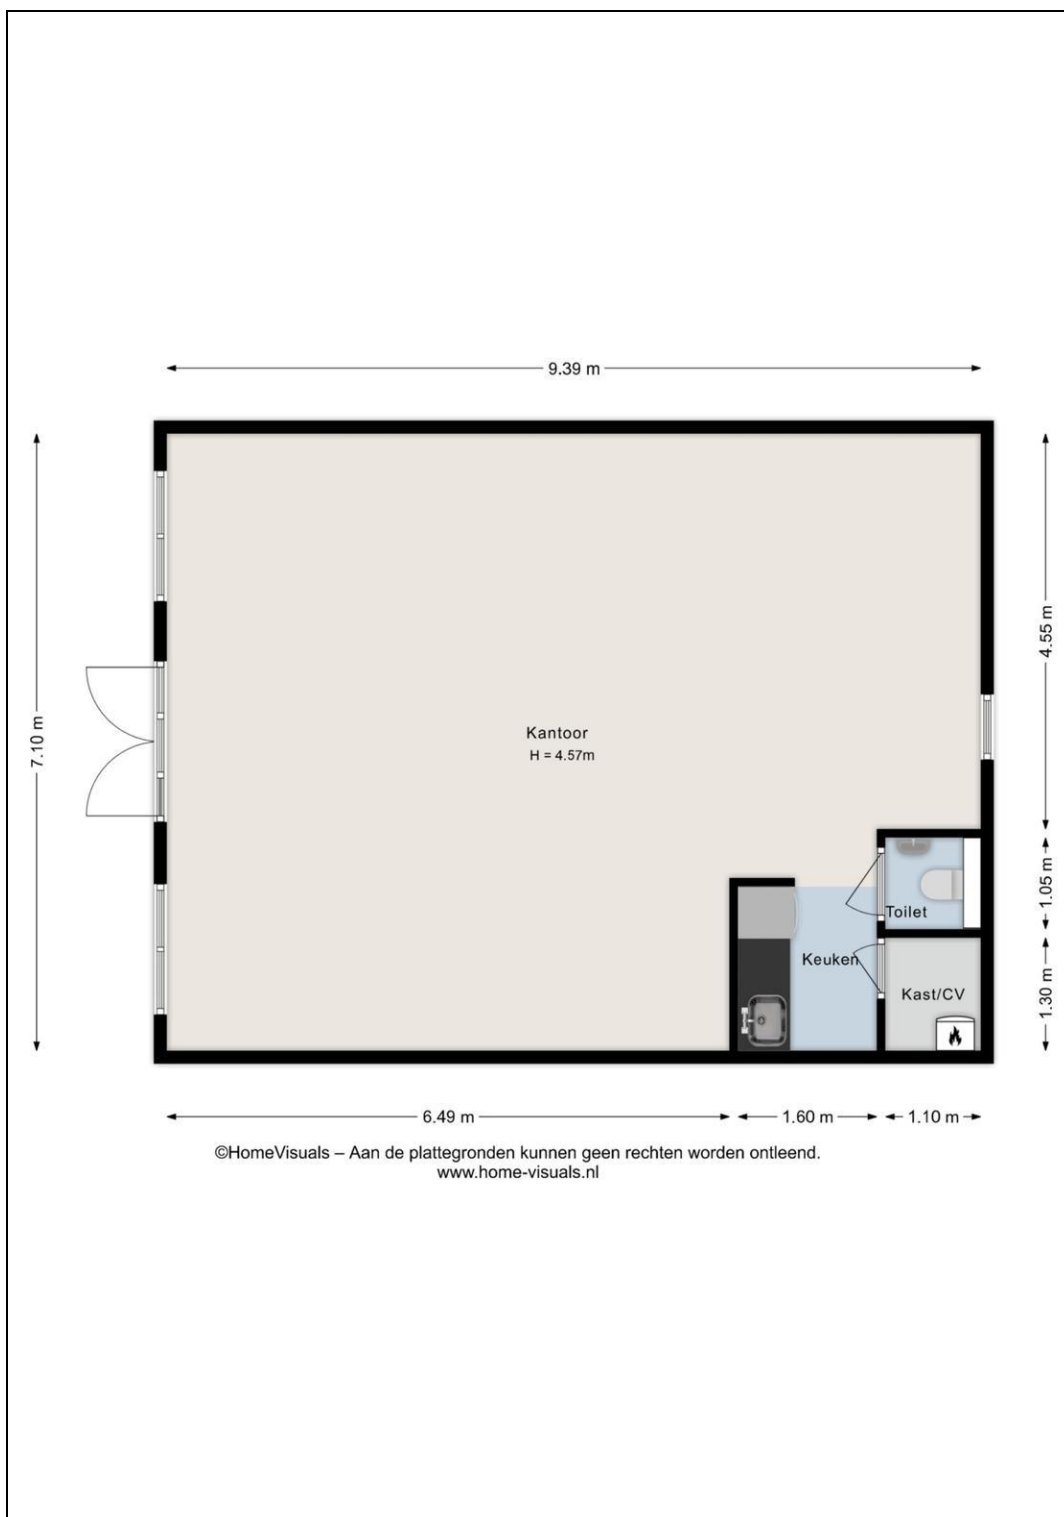 9.39 m
7.10 m
4.55 m
Kantoor
H = 4.57m
1.05 m
Toilet
Keuken
Kast/CV
1.30 m
6.49 m
1.60 m
1.10 m
©HomeVisuals – Aan de plattegronden kunnen geen rechten worden ontleend.
www.home-visuals.nl